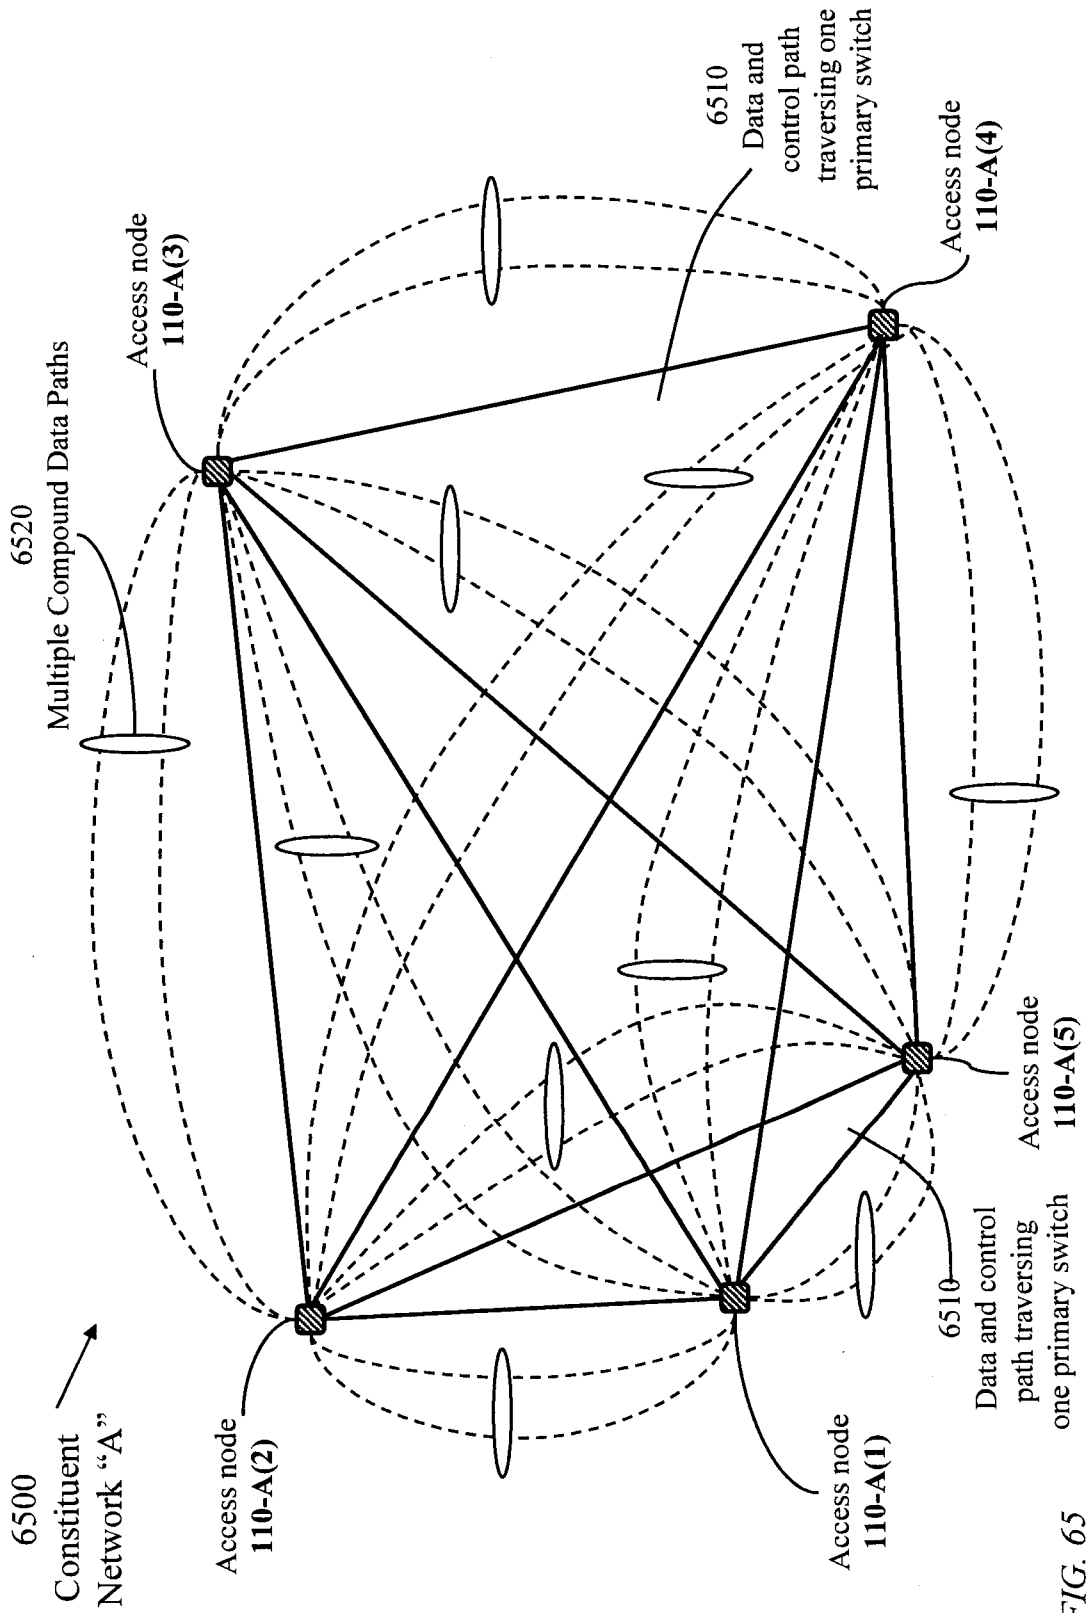 6500
Constituent
Network “A”
6520
Multiple Compound Data Paths
Access node
110-A(2)
Access node
110-A(3)
6510
Data and
control path
traversing one
primary switch
Access node
110-A(1)
6510
Data and control
path traversing
one primary switch
Access node
110-A(5)
Access node
110-A(4)
FIG. 65